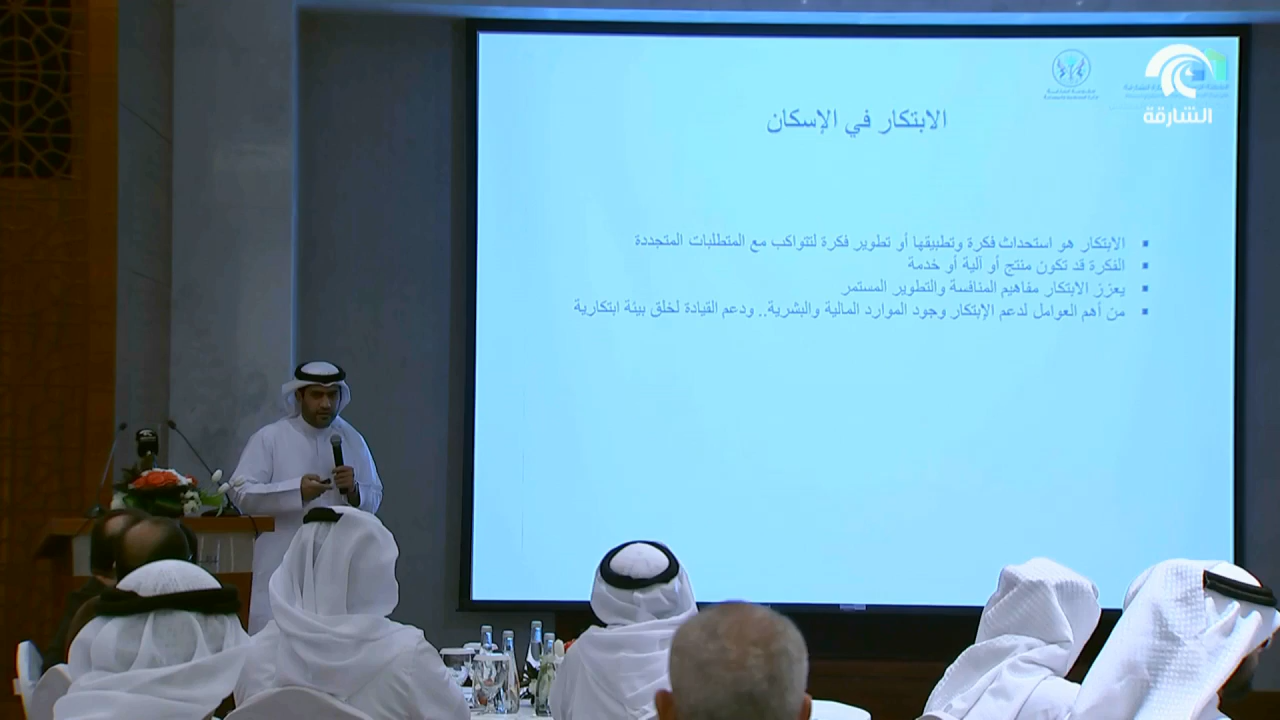 الشارقة
الابتكار في الإسكان
الابتكار هو استحداث فكرة وتطبيقها أو تطوير فكرة لتتواكب مع المتطلبات المتجددة
الفكرة قد تكون منتج أو آلية أو خدمة
يعزز الابتكار مفاهيم المنافسة والتطوير المستمر
من أهم العوامل لدعم الإبتكار وجود الموارد المالية والبشرية.. ودعم القيادة لخلق بيئة ابتكارية